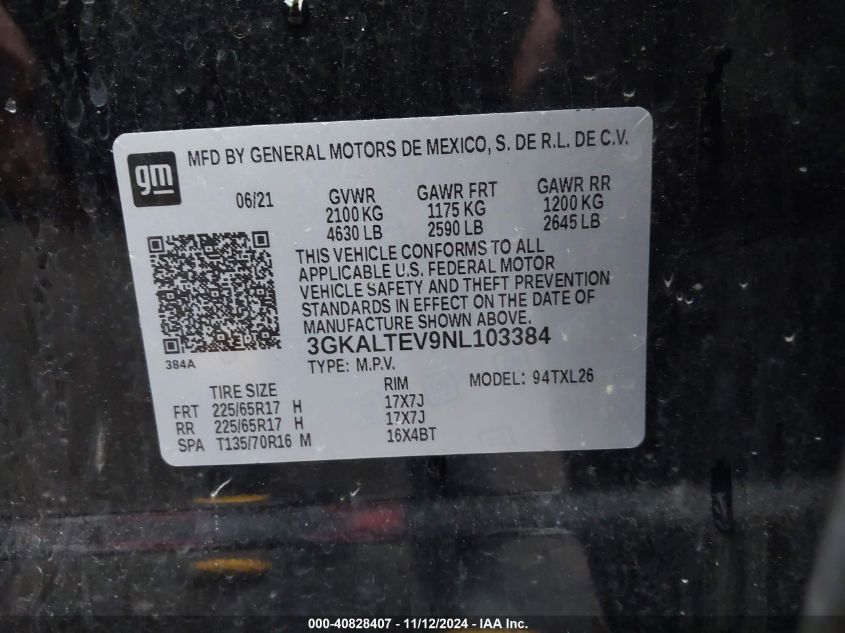 gm
MFD BY GENERAL MOTORS DE MEXICO, S. DE R.L. DE C.V.
06/21 GVWR GAWR FRT GAWR RR
2100 KG 1175 KG 1200 KG
4630 LB 2590 LB 2645 LB
THIS VEHICLE CONFORMS TO ALL
APPLICABLE U.S. FEDERAL MOTOR
VEHICLE SAFETY AND THEFT PREVENTION
STANDARDS IN EFFECT ON THE DATE OF
MANUFACTURE SHOWN ABOVE.
3GKALTEV9NL103384
384A
TYPE: M.P.V. MODEL: 94TXL26
TIRE SIZE RIM
FRT 225/65R17 H 17X7J
RR 225/65R17 H 17X7J
SPA T135/70R16 M 16X4BT
000-40828407 - 11/12/2024 - IAA Inc.